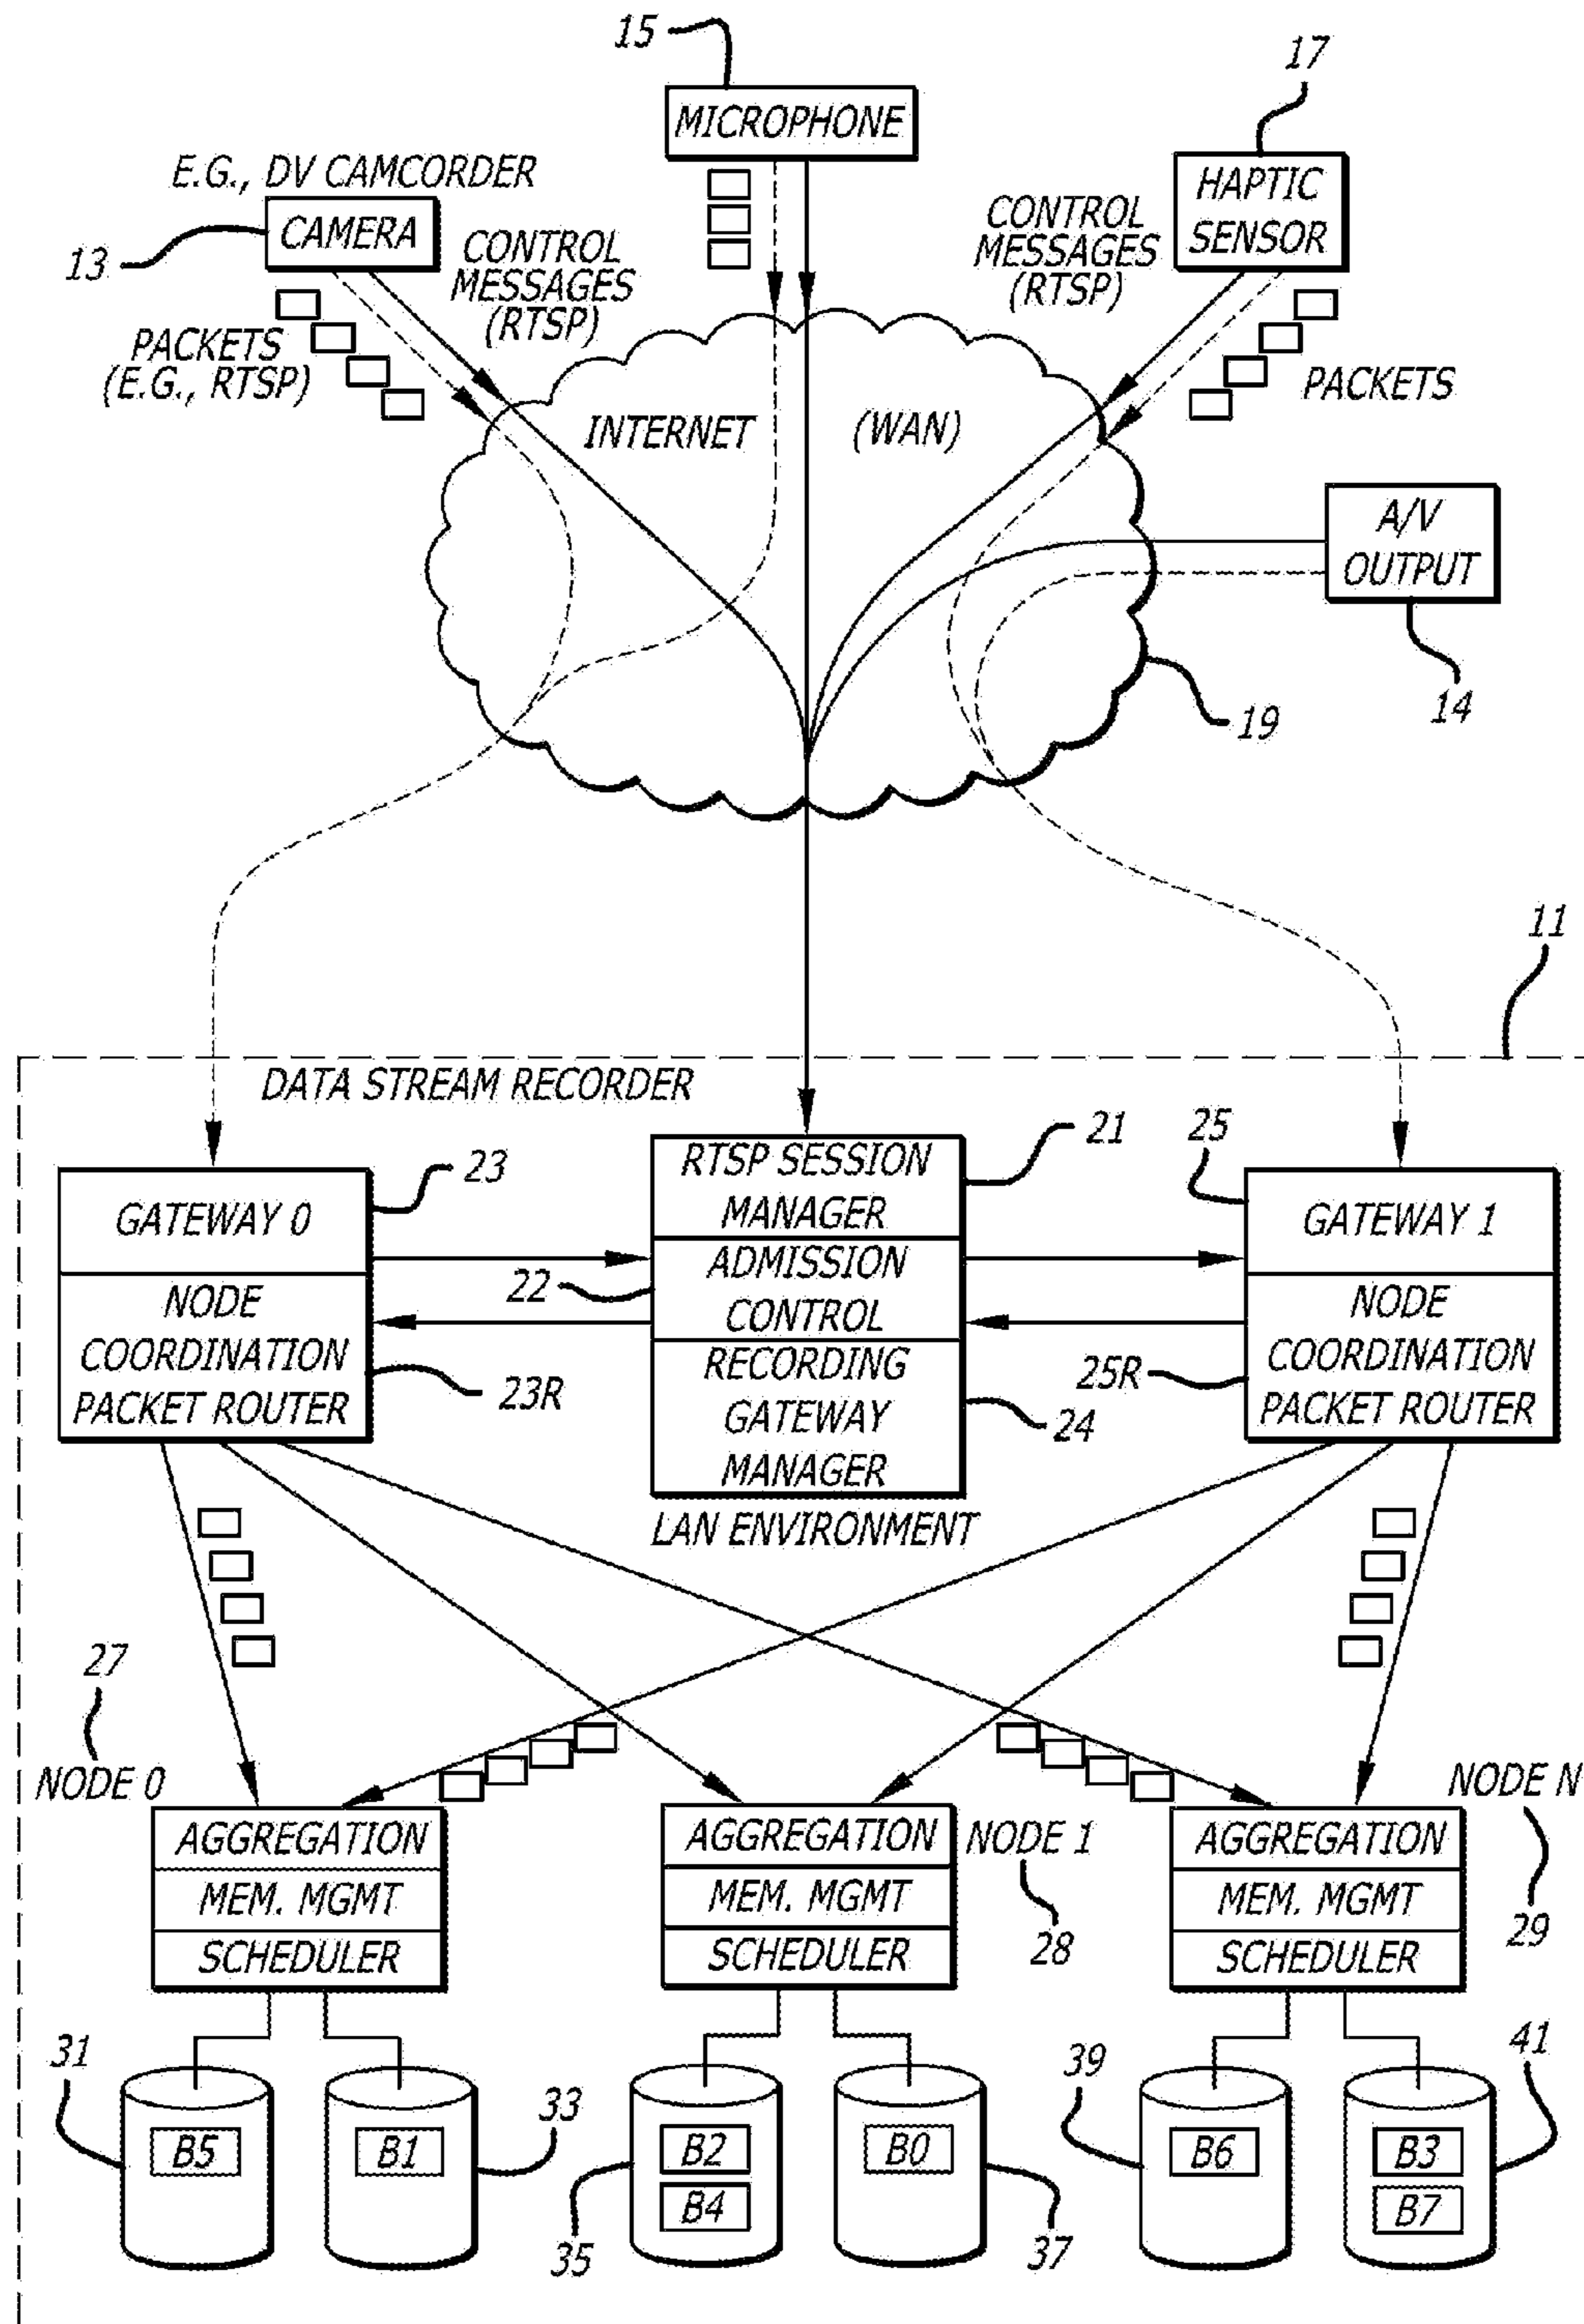 15
MICROPHONE
17
HAPTIC
SENSOR
E.G., DV CAMCORDER
CAMERA
13
CONTROL
MESSAGES
(RTSP)
CONTROL
MESSAGES
(RTSP)
PACKETS
(E.G., RTSP)
PACKETS
INTERNET
(WAN)
A/V
OUTPUT
14
19
11
DATA STREAM RECORDER
23
GATEWAY 0
NODE
COORDINATION
PACKET ROUTER
23R
21
RTSP SESSION
MANAGER
22
ADMISSION
CONTROL
RECORDING
GATEWAY
MANAGER
24
LAN ENVIRONMENT
25
GATEWAY 1
NODE
COORDINATION
PACKET ROUTER
25R
27
NODE 0
AGGREGATION
MEM. MGMT
SCHEDULER
AGGREGATION
MEM. MGMT
SCHEDULER
NODE 1
28
NODE N
29
AGGREGATION
MEM. MGMT
SCHEDULER
31
B5
B1
33
35
B2
B4
B0
37
39
B6
B3
B7
41